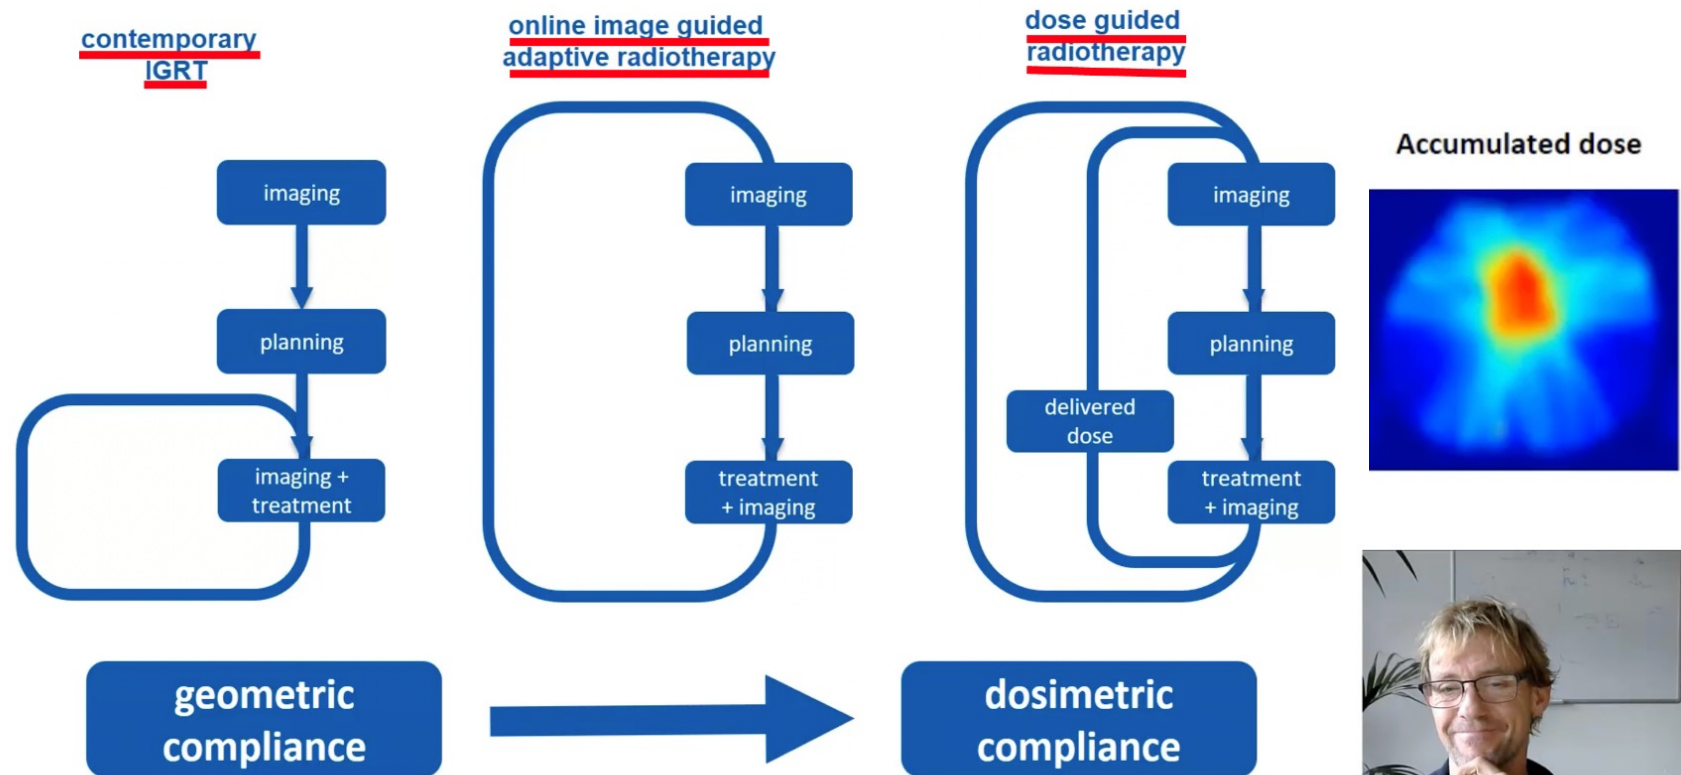 contemporary
IGRT
imaging
planning
imaging +
treatment
online image guided
adaptive radiotherapy
imaging
planning
treatment
+ imaging
dose guided
radiotherapy
imaging
planning
delivered
dose
treatment
+ imaging
Accumulated dose
geometric
compliance
dosimetric
compliance